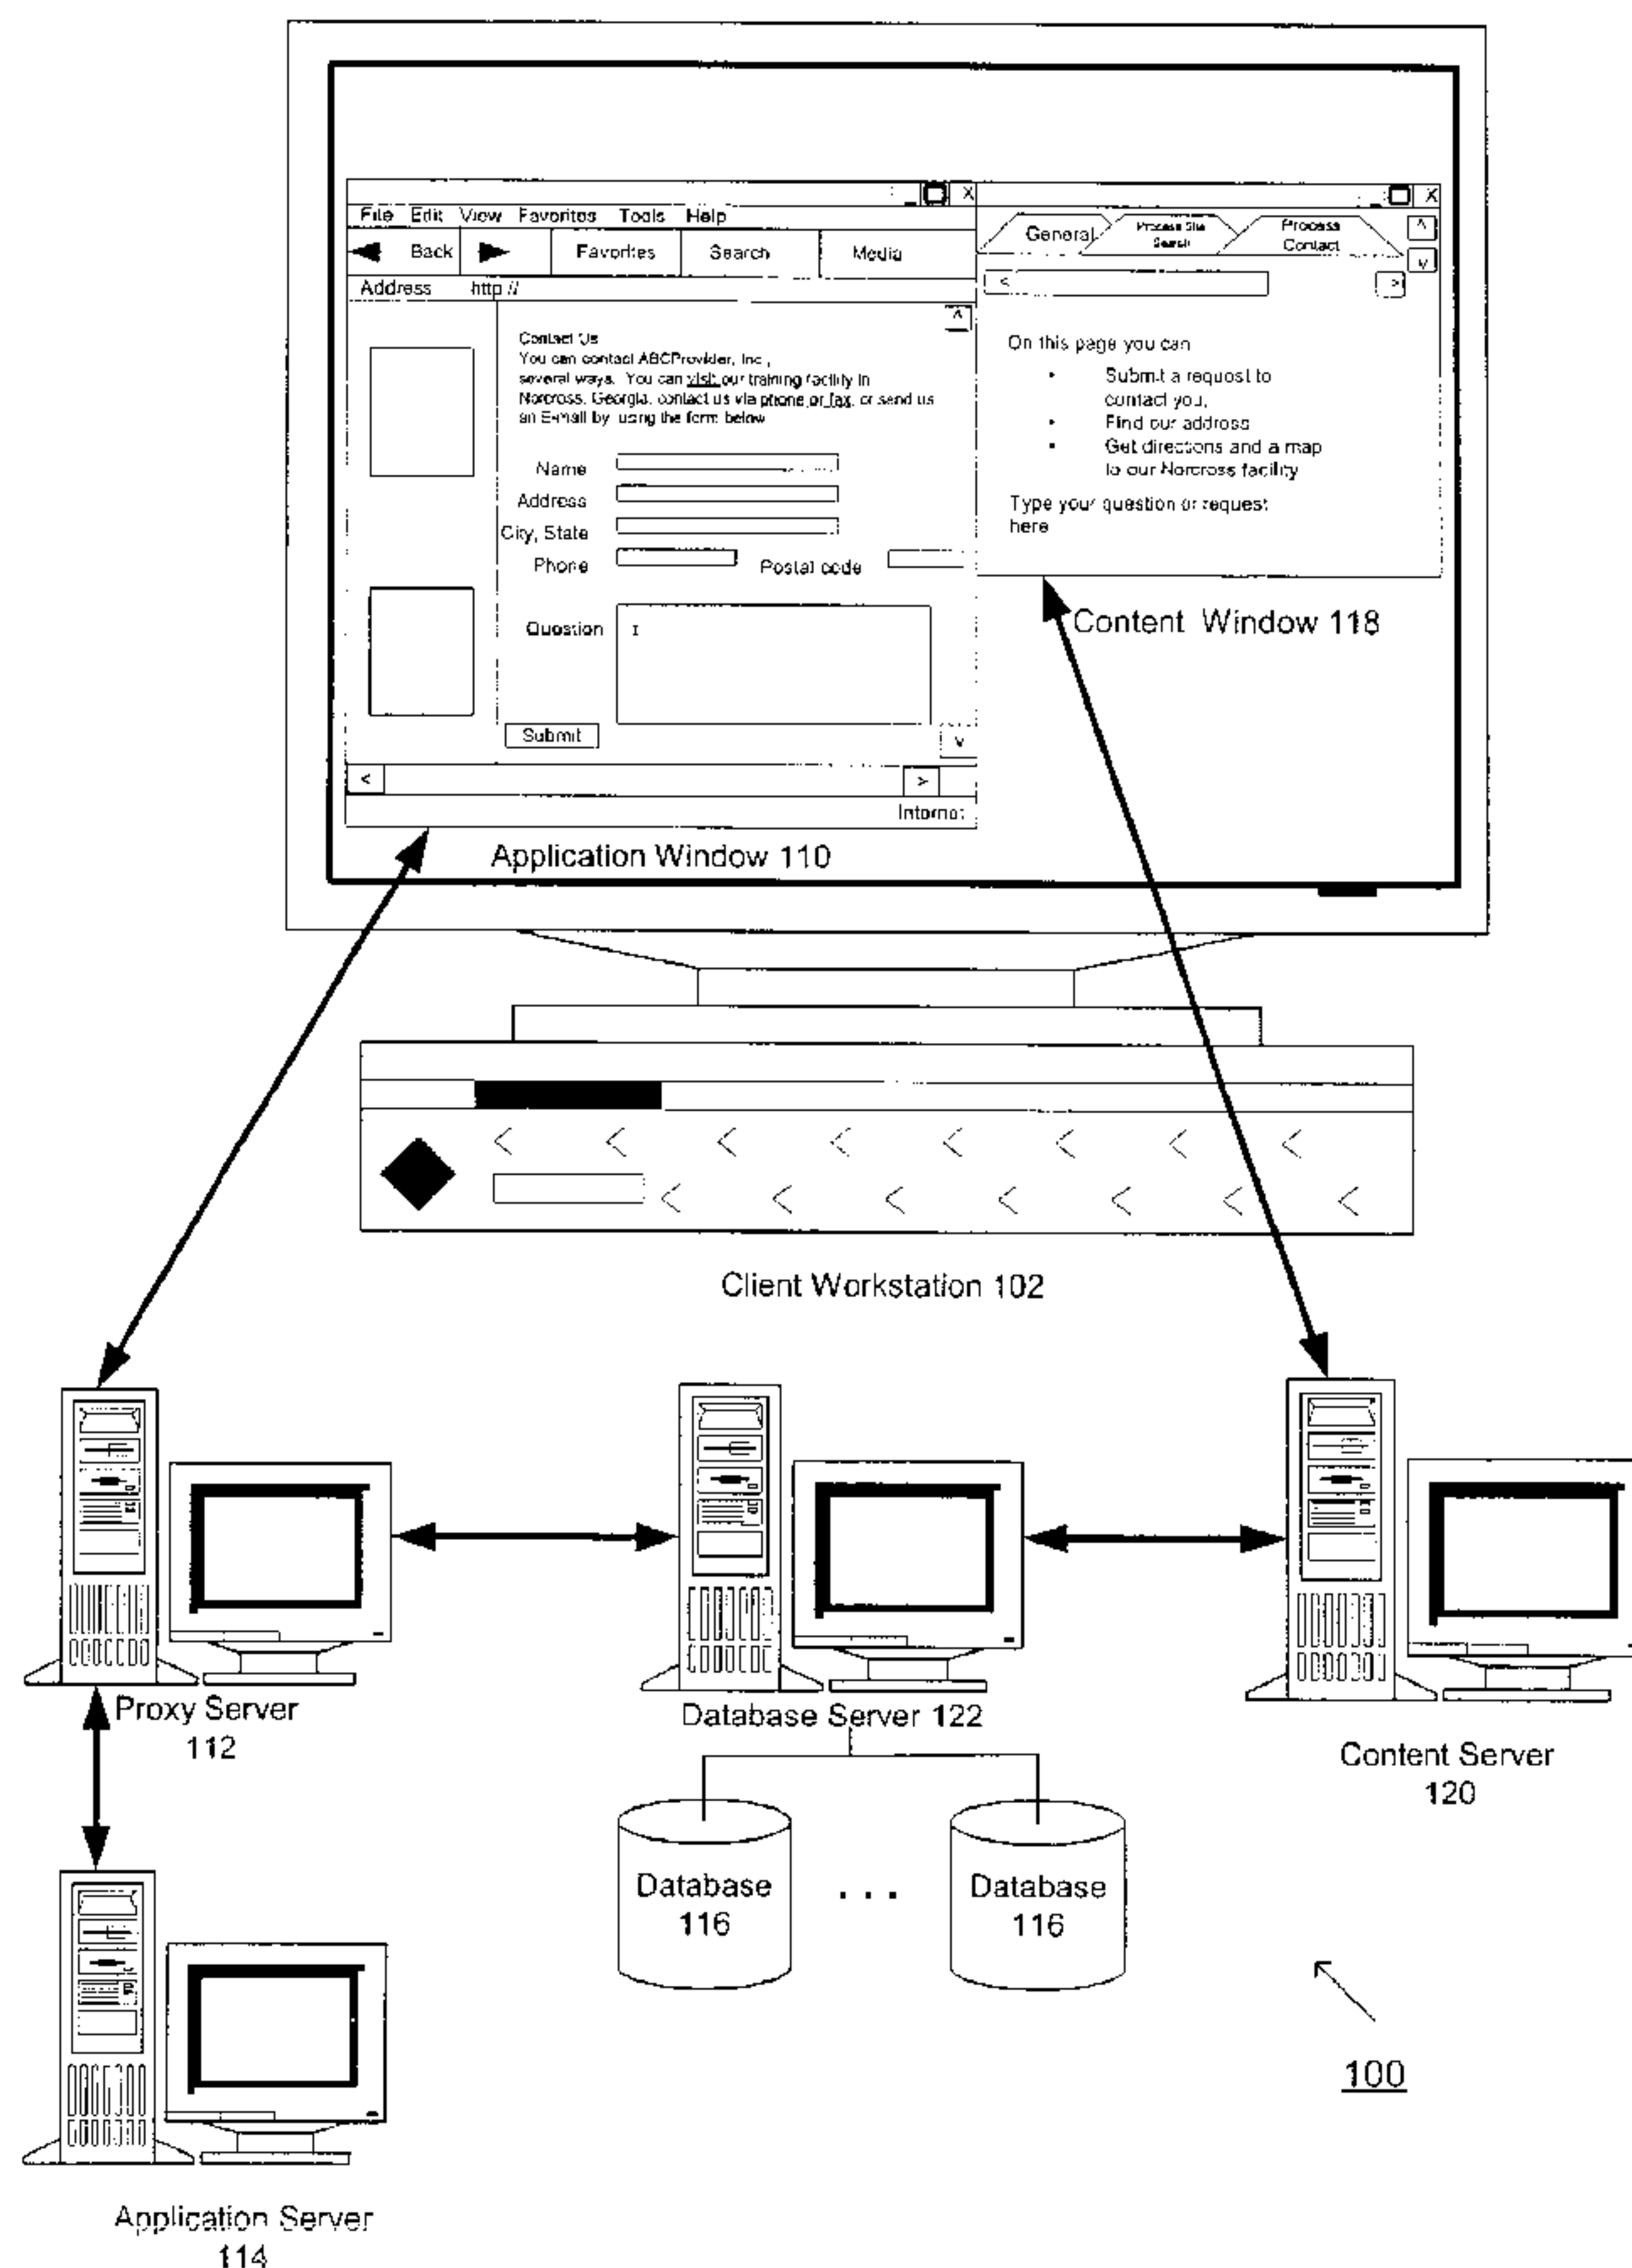 File Edit View Favorites Tools Help
Back Favorites Search Media
Address http //
Contact Us
You can contact ABCProvider, Inc.,
several ways. You can visit our training facility in
Norcross, Georgia, contact us via phone or fax, or send us
an E-mail by using the form below
Name
Address
City, State
Phone Postal code
Question
Submit
Internet
General
Process Site
Search
Process
Contact
On this page you can
• Submit a request to
contact you,
• Find our address
• Get directions and a map
to our Norcross facility
Type your question or request
here
Content Window 118
Application Window 110
Client Workstation 102
Proxy Server
112
Database Server 122
Content Server
120
Database
116
. . .
Database
116
100
Application Server
114